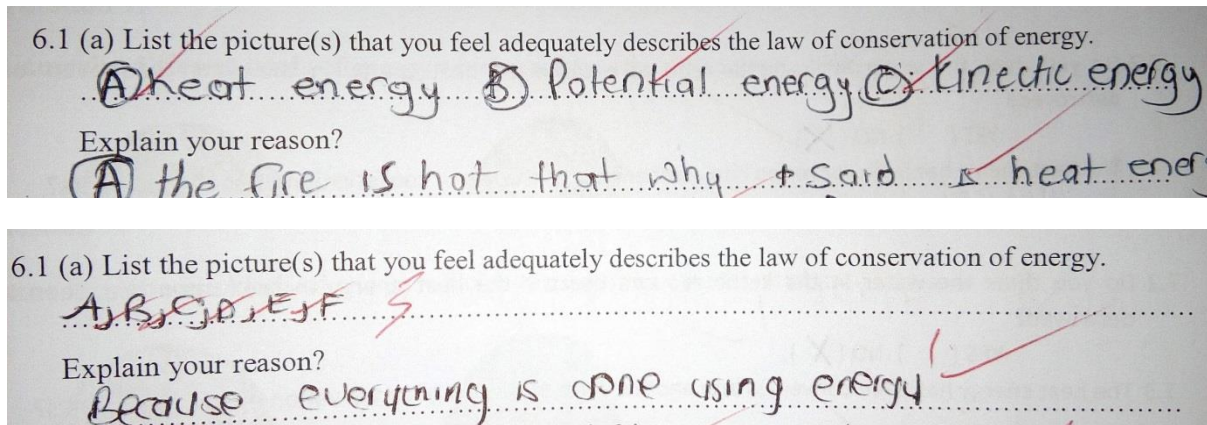 6.1 (a) List the picture(s) that you feel adequately describes the law of conservation of energy.
(A) heat energy (B) Potential energy (C): kinectic energy
Explain your reason?
(A) the fire is hot that why I said is heat ener
6.1 (a) List the picture(s) that you feel adequately describes the law of conservation of energy.
A, B, C, D, E, F 5
Explain your reason?
Because everything is done using energy 1